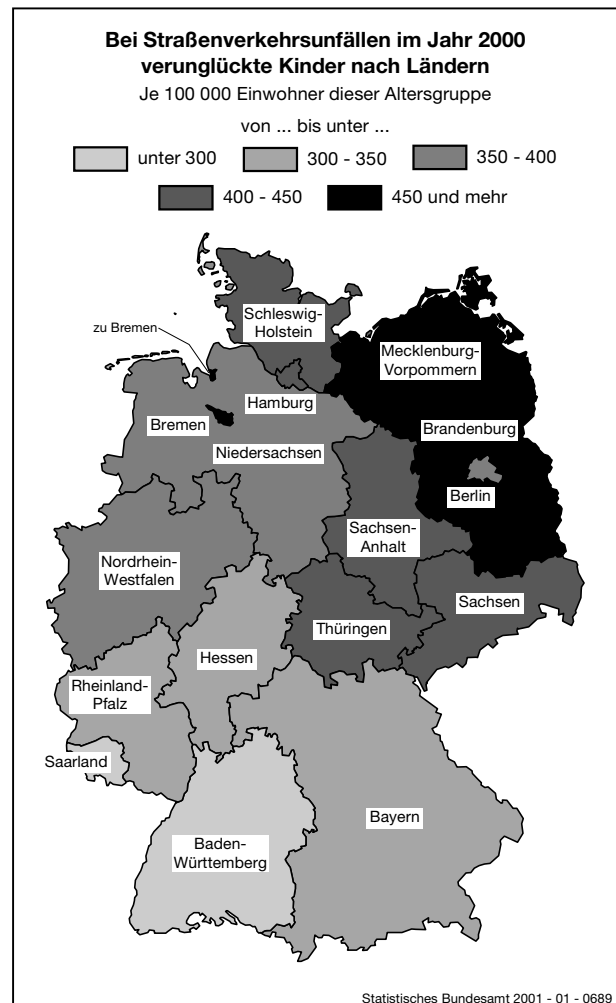 Bei Straßenverkehrsunfällen im Jahr 2000
verunglückte Kinder nach Ländern
Je 100 000 Einwohner dieser Altersgruppe
von ... bis unter ...
unter 300
300 - 350
350 - 400
400 - 450
450 und mehr
Schleswig-
Holstein
zu Bremen
Mecklenburg-
Vorpommern
Hamburg
Bremen
Brandenburg
Niedersachsen
Berlin
Sachsen-
Anhalt
Nordrhein-
Westfalen
Sachsen
Thüringen
Hessen
Rheinland-
Pfalz
Saarland
Bayern
Baden-
Württemberg
Statistisches Bundesamt 2001 - 01 - 0689